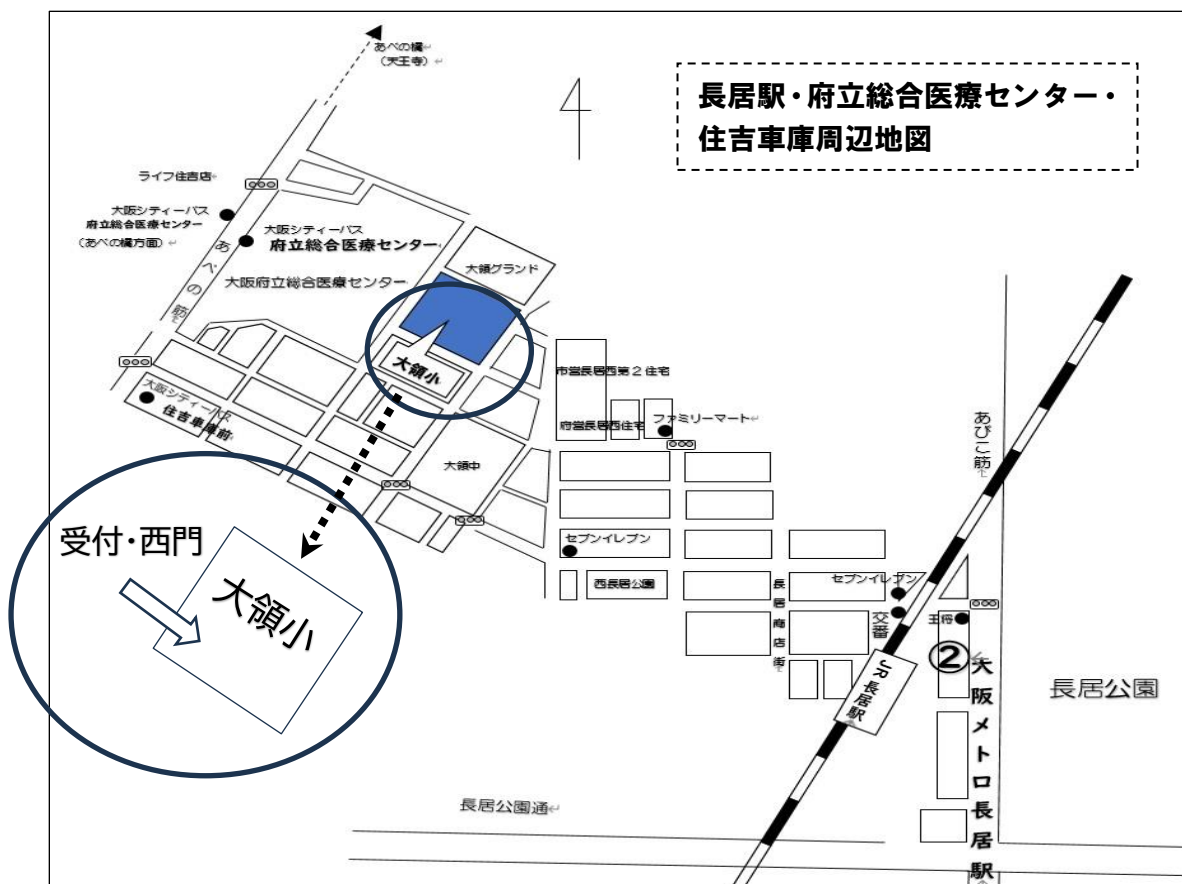 長居駅・府立総合医療センター・
住吉車庫周辺地図
あべの橋
（天王寺）
ライフ住吉店
大阪シティーバス
府立総合医療センター
（あべの橋方面）
大阪シティーバス
府立総合医療センター
あべの筋
大阪府立総合医療センター
大領グランド
大領小
市営長居西第２住宅
府営長居西住宅
ファミリーマート
大阪シティーバス
住吉車庫前
大領中
あびこ筋
受付・西門
大領小
セブンイレブン
西長居公園
長居商店街
セブンイレブン
交番
王将
②
JR長居駅
大阪メトロ長居駅
長居公園
長居公園通